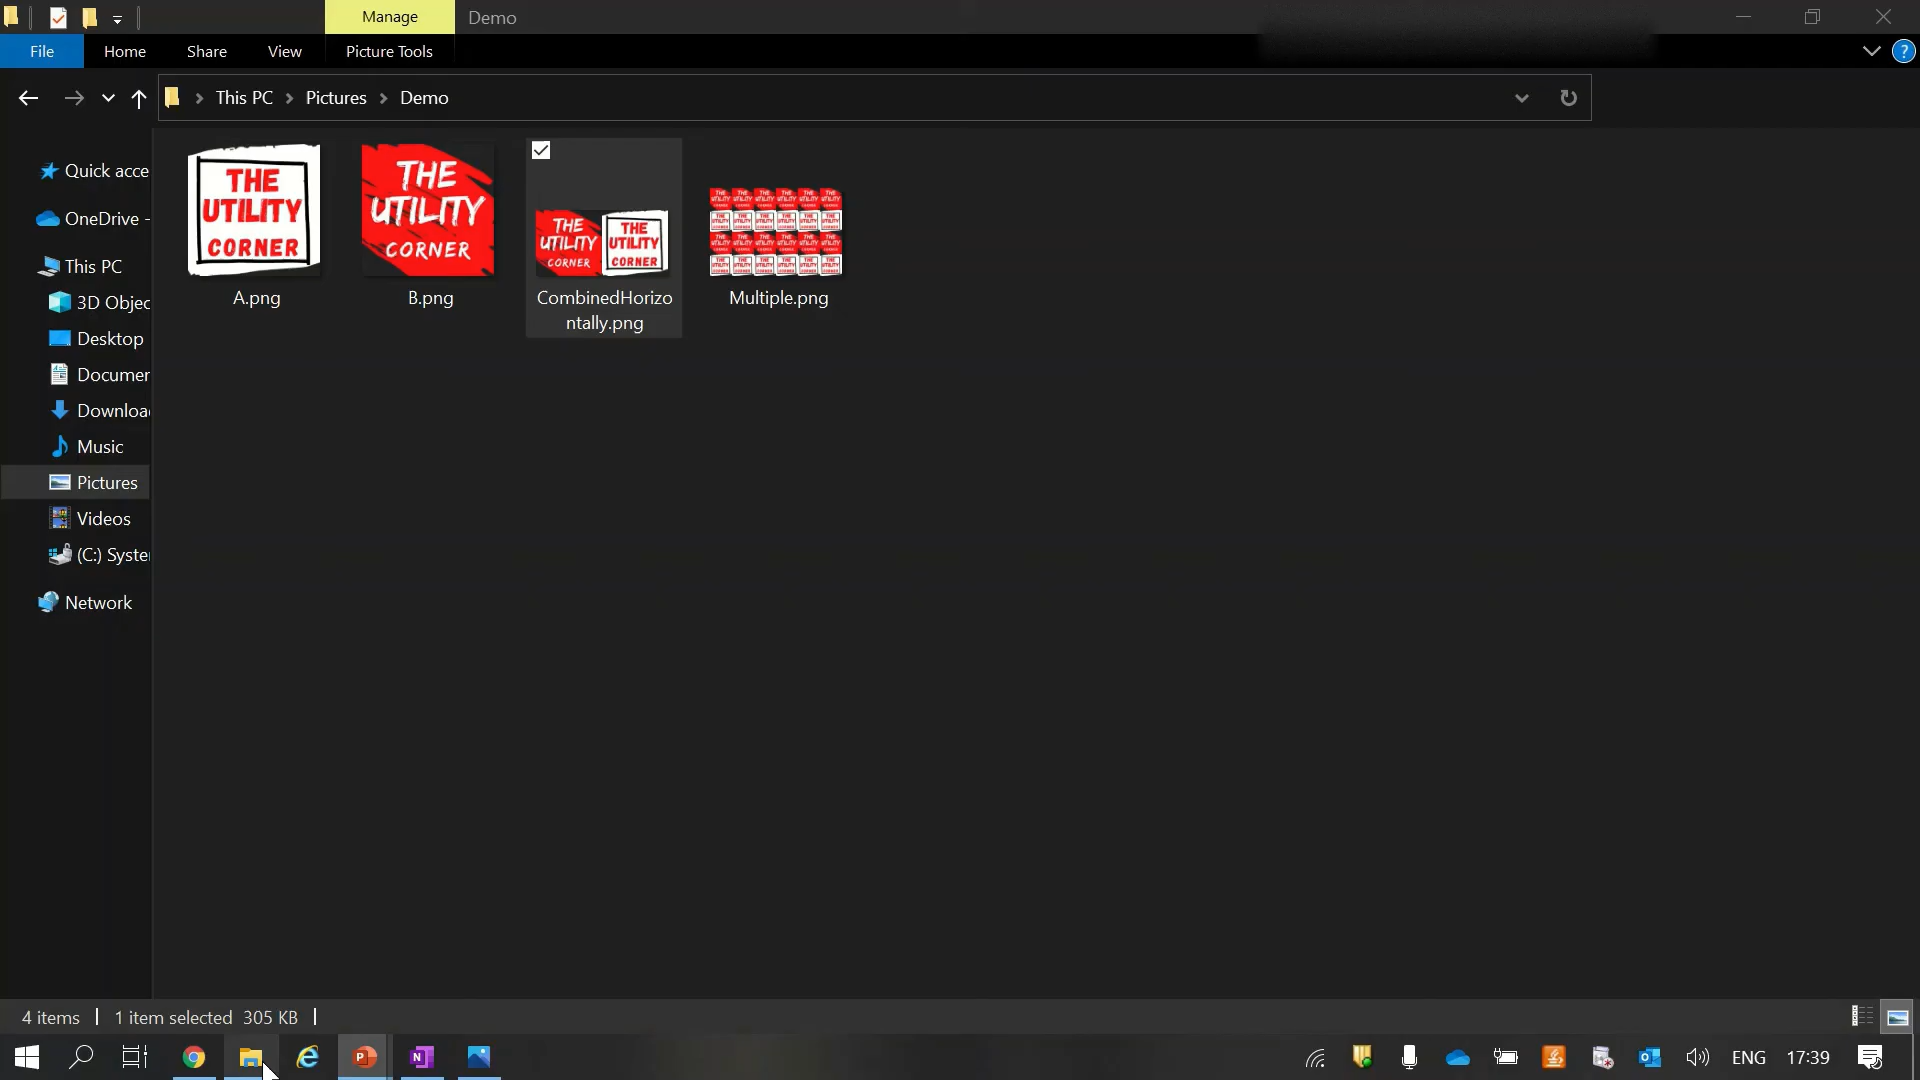 Manage
Demo
File
Home
Share
View
Picture Tools
This PC
Pictures
Demo
Quick acce
OneDrive -
This PC
3D Objec
Desktop
Documer
Downloa
Music
Pictures
Videos
(C:) Syste
Network
THE
UTILITY
CORNER
A.png
THE
UTILITY
CORNER
B.png
THE
UTILITY
CORNER
THE
UTILITY
CORNER
CombinedHorizo
ntally.png
Multiple.png
4 items
1 item selected 305 KB
ENG
17:39